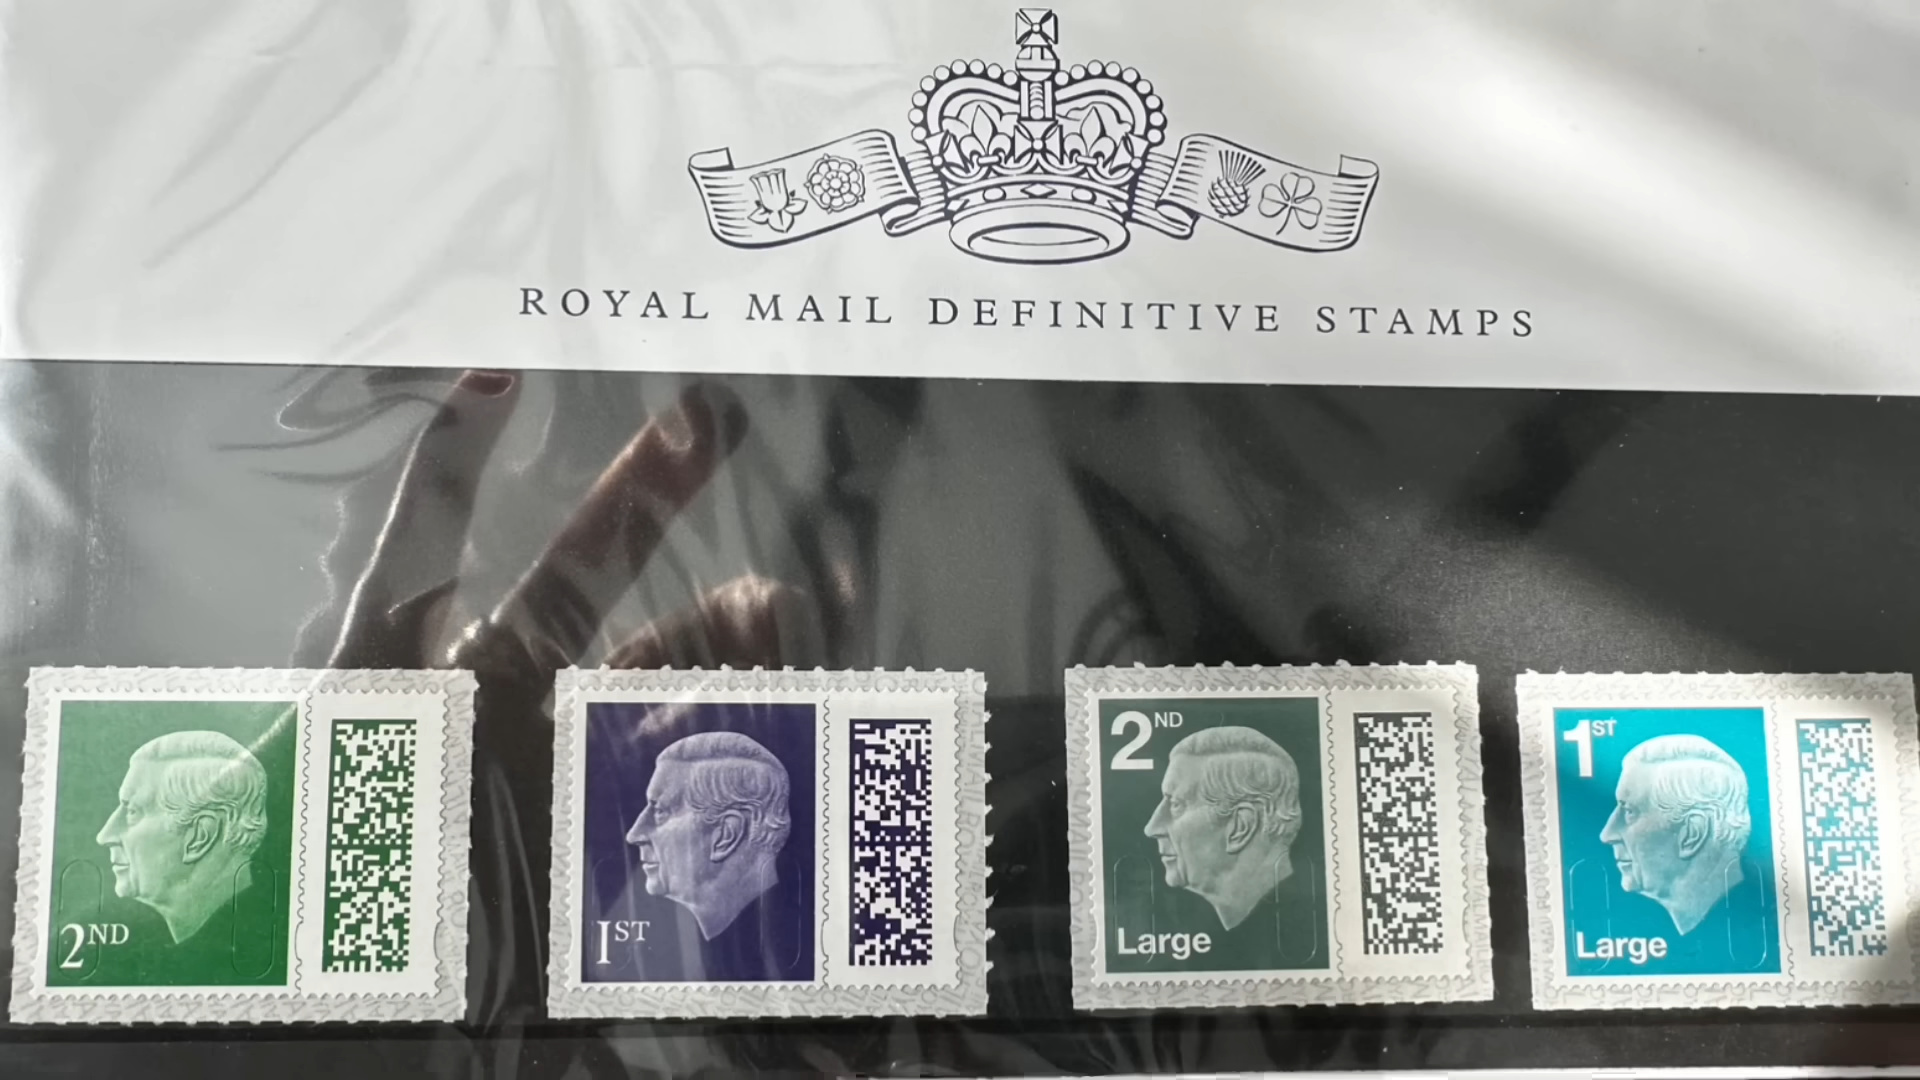 ROYAL MAIL DEFINITIVE STAMPS
2ND
1ST
2ND
Large
1ST
Large